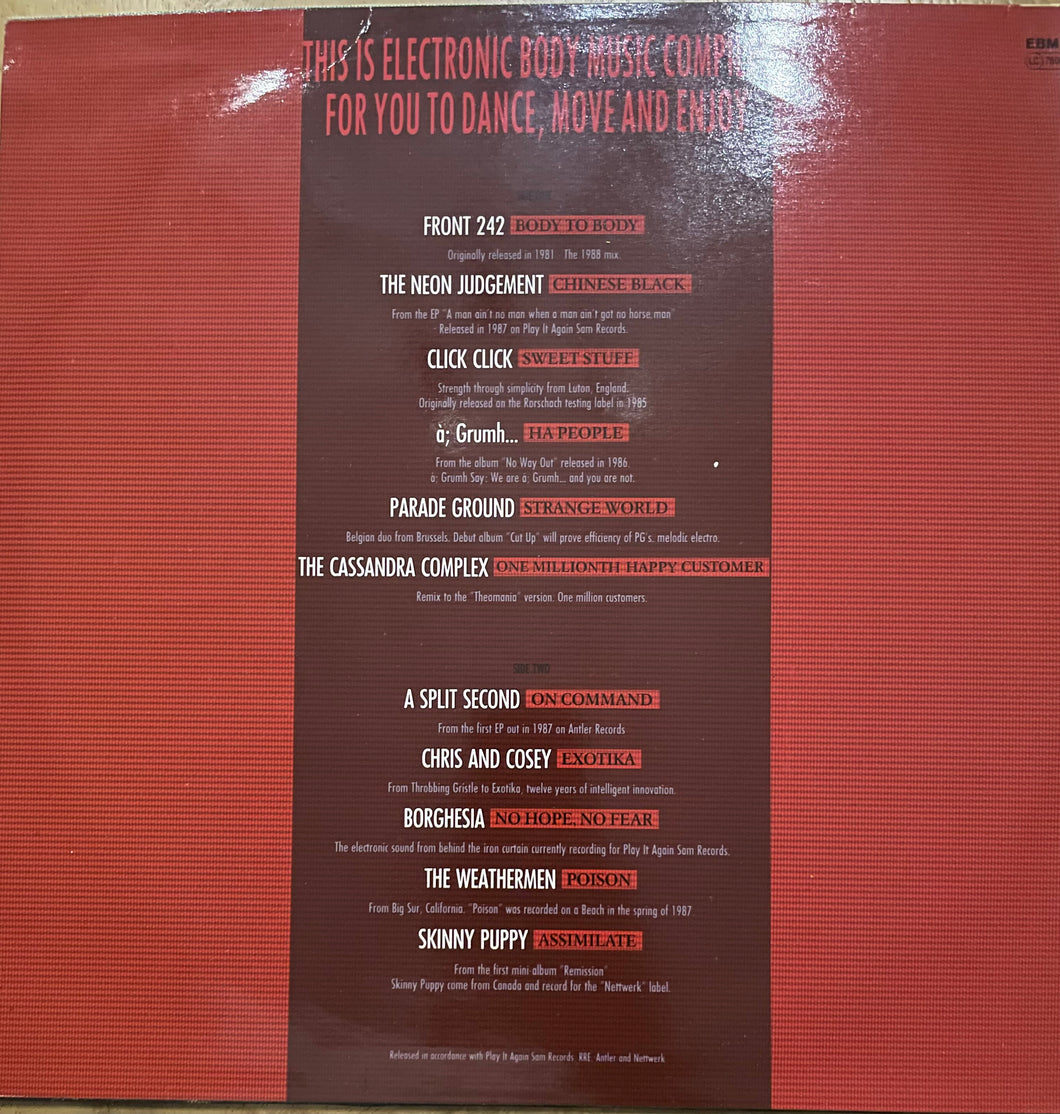 THIS IS ELECTRONIC BODY MUSIC
FOR YOU TO DANCE, MOVE AND ENJOY
EBM
FRONT 242 BODY TO BODY
Originally released in 1981 The 1988 mix.
THE NEON JUDGEMENT CHINESE BLACK
From the EP "A man ain't no man when a man ain't got no horse, man"
Released in 1987 on Play It Again Sam Records.
CLICK CLICK SWEET STUFF
Strength through simplicity from Luton, England.
Originally released on the Rorschach testing label in 1985
à; Grumh... HA PEOPLE
From the album "No Way Out" released in 1986.
à; Grumh Say: We are à; Grumh... and you are not.
PARADE GROUND STRANGE WORLD
Belgian duo from Brussels. Debut album "Cut Up" will prove efficiency of PG's. melodic electro.
THE CASSANDRA COMPLEX ONE MILLIONTH HAPPY CUSTOMER
Remix to the "Theomania" version. One million customers.
SIDE TWO
A SPLIT SECOND ON COMMAND
From the first EP out in 1987 on Antler Records
CHRIS AND COSEY EXOTIKA
From Throbbing Gristle to Exotika, twelve years of intelligent innovation.
BORGHESIA NO HOPE, NO FEAR
The electronic sound from behind the iron curtain currently recording for Play It Again Sam Records.
THE WEATHERMEN POISON
From Big Sur, California. "Poison" was recorded on a Beach in the spring of 1987
SKINNY PUPPY ASSIMILATE
From the first mini-album "Remission"
Skinny Puppy come from Canada and record for the "Nettwerk" label.
Released in accordance with Play It Again Sam Records. RRE. Antler and Nettwerk